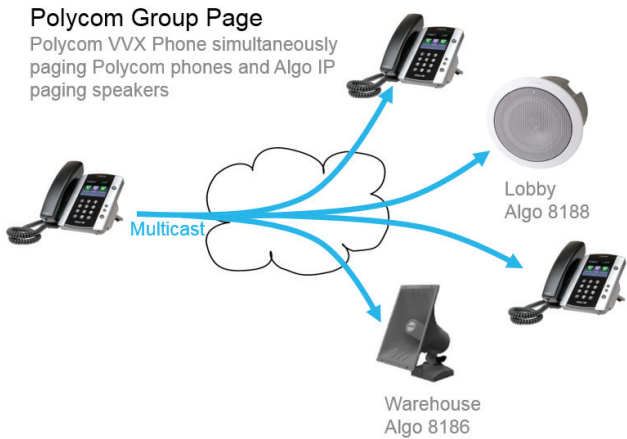 Polycom Group Page
Polycom VVX Phone simultaneously
paging Polycom phones and Algo IP
paging speakers
Lobby
Algo 8188
Multicast
Warehouse
Algo 8186